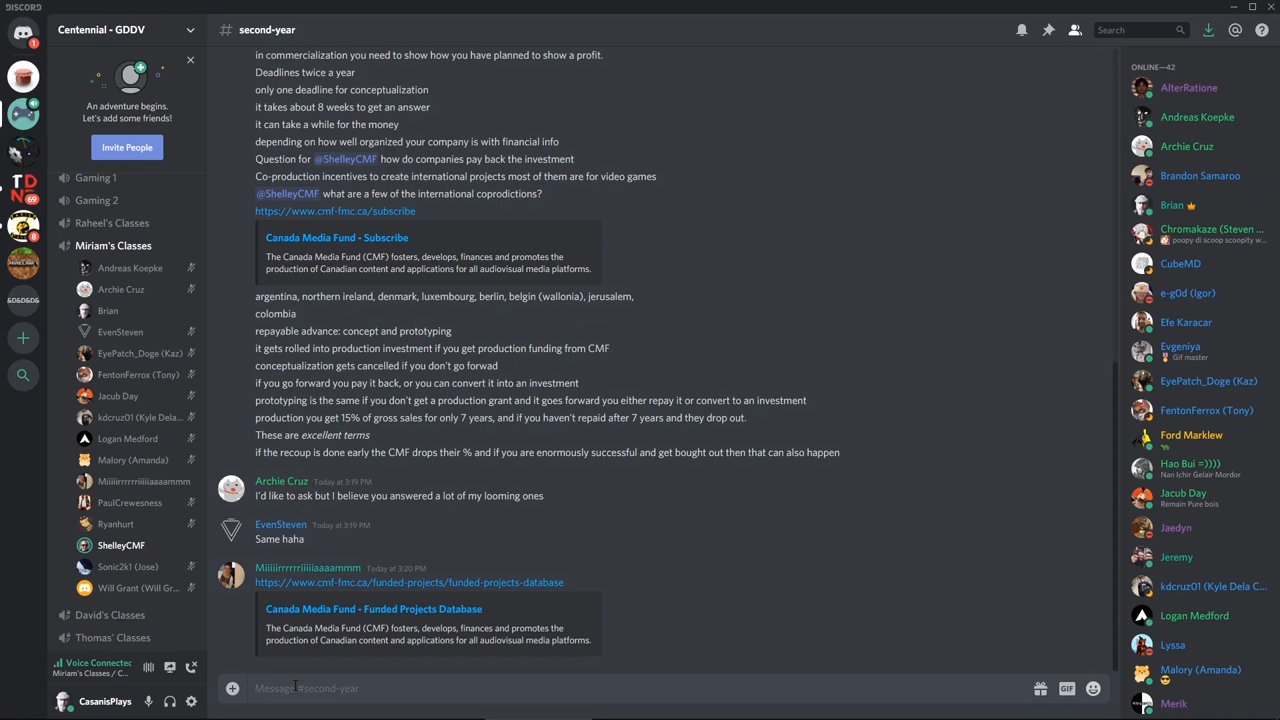 DISCORD
Centennial - GDDV
second-year
Search
1
69
8
D&D&D&
An adventure begins.
Let's add some friends!
Invite People
Gaming 1
Gaming 2
Raheel's Classes
Miriam's Classes
Andreas Koepke
Archie Cruz
Brian
EvenSteven
EyePatch_Doge (Kaz)
FentonFerrox (Tony)
Jacub Day
kdcruz01 (Kyle Dela...
Logan Medford
Malory (Amanda)
Miiiiirrrrrriiiiiaaaammm
PaulCrewesness
Ryanhurt
ShelleyCMF
Sonic2k1 (Jose)
Will Grant (Will Gr...
David's Classes
Thomas' Classes
Voice Connected
Miriam's Classes / C...
CasanisPlays
in commercialization you need to show how you have planned to show a profit.
Deadlines twice a year
only one deadline for conceptualization
it takes about 8 weeks to get an answer
it can take a while for the money
depending on how well organized your company is with financial info
Question for @ShelleyCMF how do companies pay back the investment
Co-production incentives to create international projects most of them are for video games
@ShelleyCMF what are a few of the international coprodictions?
https://www.cmf-fmc.ca/subscribe
Canada Media Fund - Subscribe
The Canada Media Fund (CMF) fosters, develops, finances and promotes the
production of Canadian content and applications for all audiovisual media platforms.
argentina, northern ireland, denmark, luxembourg, berlin, belgin (wallonia), jerusalem,
colombia
repayable advance: concept and prototyping
it gets rolled into production investment if you get production funding from CMF
conceptualization gets cancelled if you don't go forwad
if you go forward you pay it back, or you can convert it into an investment
prototyping is the same if you don't get a production grant and it goes forward you either repay it or convert to an investment
production you get 15% of gross sales for only 7 years, and if you haven't repaid after 7 years and they drop out.
These are excellent terms
if the recoup is done early the CMF drops their % and if you are enormously successful and get bought out then that can also happen
Archie Cruz Today at 3:19 PM
I'd like to ask but I believe you answered a lot of my looming ones
EvenSteven Today at 3:19 PM
Same haha
Miiiiirrrrrriiiiiaaaammm Today at 3:20 PM
https://www.cmf-fmc.ca/funded-projects/funded-projects-database
Canada Media Fund - Funded Projects Database
The Canada Media Fund (CMF) fosters, develops, finances and promotes the
production of Canadian content and applications for all audiovisual media platforms.
Message #second-year
GIF
ONLINE—42
AlterRatione
Andreas Koepke
Archie Cruz
Brandon Samaroo
Brian
Chromakaze (Steven ...
poopy di scoop scoopity w...
CubeMD
e-g0d (Igor)
Efe Karacar
Evgeniya
Gif master
EyePatch_Doge (Kaz)
FentonFerrox (Tony)
Ford Marklew
Hao Bui =))))
Nan Ichir Gelair Mordor
Jacub Day
Remain Pure bois
Jaedyn
Jeremy
kdcruz01 (Kyle Dela C...
Logan Medford
Lyssa
Malory (Amanda)
Merik